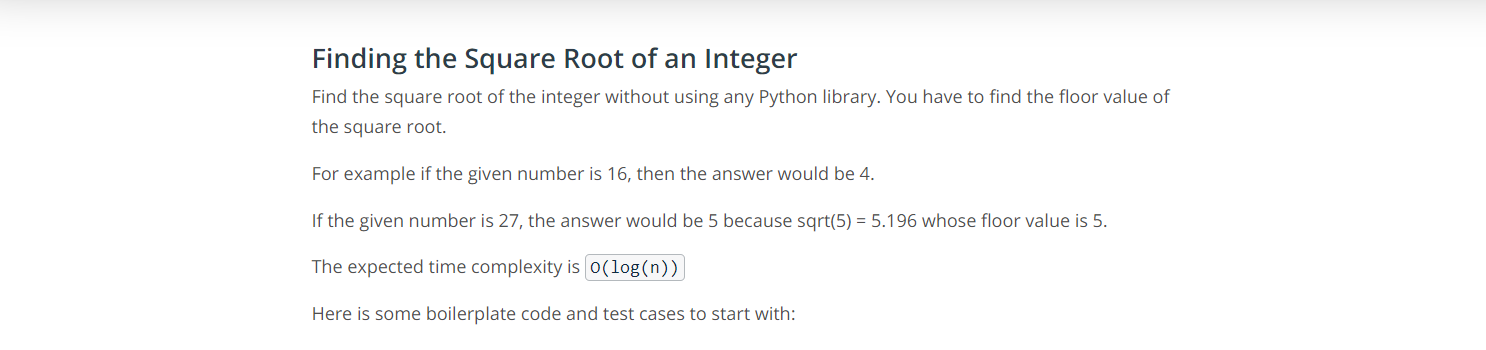 Finding the Square Root of an Integer
Find the square root of the integer without using any Python library. You have to find the floor value of
the square root.
For example if the given number is 16, then the answer would be 4.
If the given number is 27, the answer would be 5 because sqrt(5) = 5.196 whose floor value is 5.
The expected time complexity is O(log(n))
Here is some boilerplate code and test cases to start with: